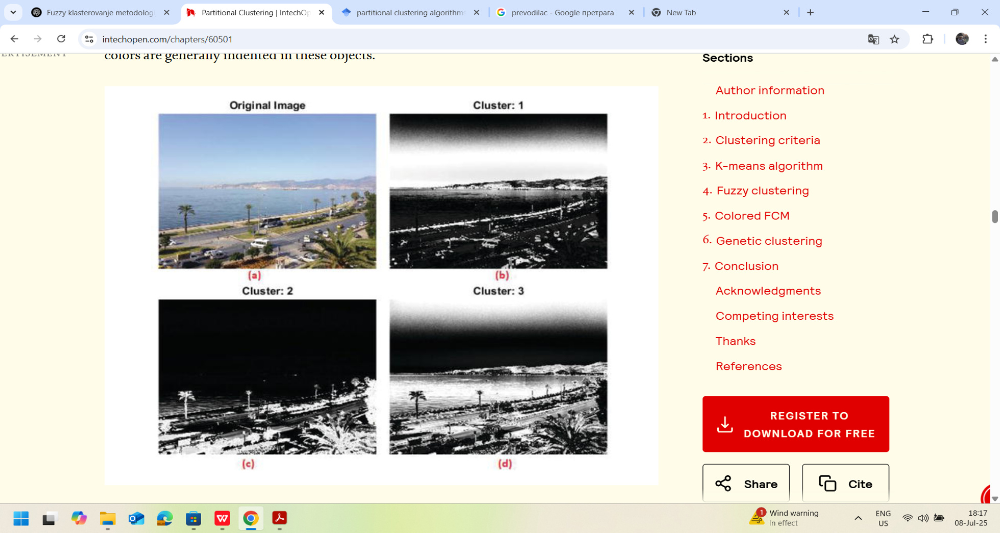 Fuzzy klasterovanje metodologi
Partitional Clustering | IntechOp
partitional clustering algorithms
prevodilac - Google претрага
New Tab
intechopen.com/chapters/60501
ERTISEMENT
colors are generally indented in these objects.
Original Image
Cluster: 1
(a)
(b)
Cluster: 2
Cluster: 3
(c)
(d)
Sections
Author information
1. Introduction
2. Clustering criteria
3. K-means algorithm
4. Fuzzy clustering
5. Colored FCM
6. Genetic clustering
7. Conclusion
Acknowledgments
Competing interests
Thanks
References
REGISTER TO
DOWNLOAD FOR FREE
Share
Cite
1
Wind warning
In effect
ENG
US
18:17
08-Jul-25